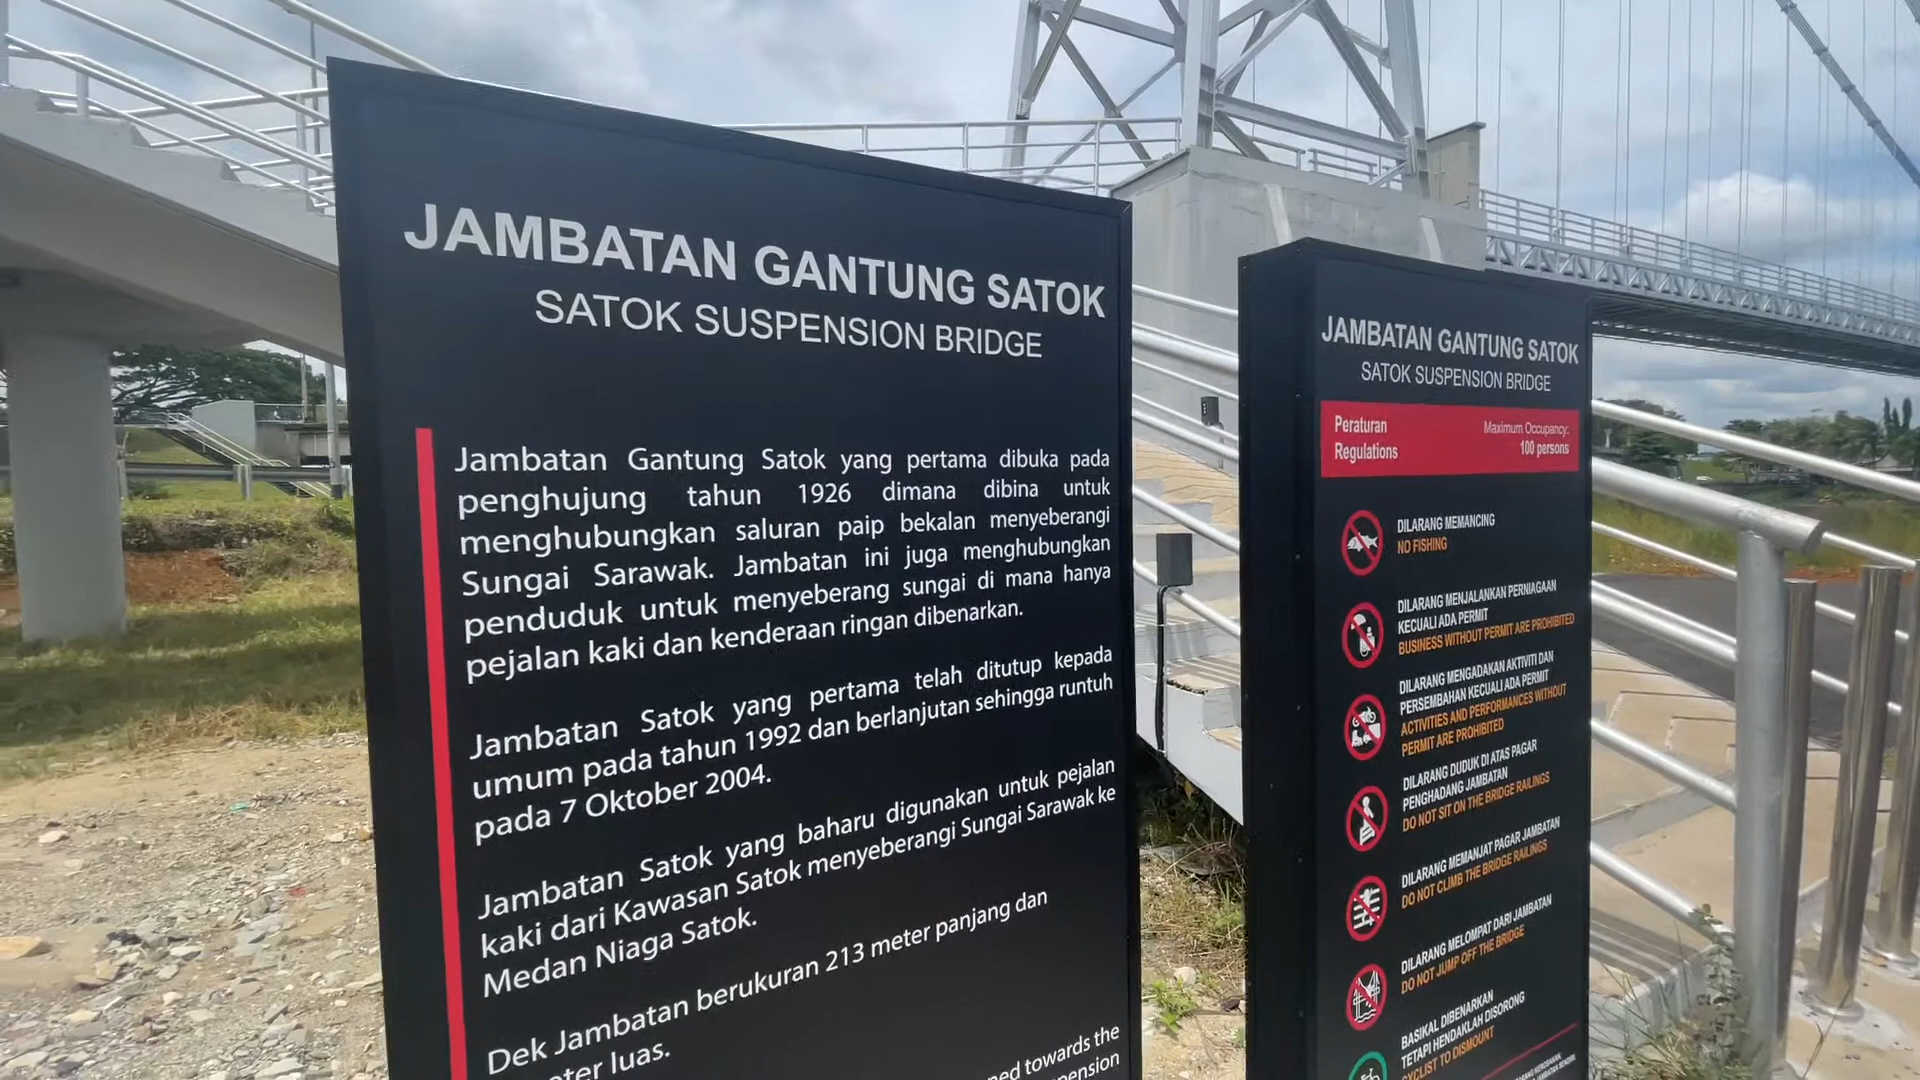 JAMBATAN GANTUNG SATOK
SATOK SUSPENSION BRIDGE
Jambatan Gantung Satok yang pertama dibuka pada
penghujung tahun 1926 dimana dibina untuk
menghubungkan saluran paip bekalan menyeberangi
Sungai Sarawak. Jambatan ini juga menghubungkan
penduduk untuk menyeberang sungai di mana hanya
pejalan kaki dan kenderaan ringan dibenarkan.
Jambatan Satok yang pertama telah ditutup kepada
umum pada tahun 1992 dan berlanjutan sehingga runtuh
pada 7 Oktober 2004.
Jambatan Satok yang baharu digunakan untuk pejalan
kaki dari Kawasan Satok menyeberangi Sungai Sarawak ke
Medan Niaga Satok.
Dek Jambatan berukuran 213 meter panjang dan
luas.
towards the
JAMBATAN GANTUNG SATOK
SATOK SUSPENSION BRIDGE
Peraturan
Regulations
Maximum Occupancy:
100 persons
DILARANG MEMANCING
NO FISHING
DILARANG MENJALANKAN PERNIAGAAN
KECUALI ADA PERMIT
BUSINESS WITHOUT PERMIT ARE PROHIBITED
DILARANG MENGADAKAN AKTIVITI DAN
PERSEMBAHAN KECUALI ADA PERMIT
ACTIVITIES AND PERFORMANCES WITHOUT
PERMIT ARE PROHIBITED
DILARANG DUDUK DI ATAS PAGAR
PENGHADANG JAMBATAN
DO NOT SIT ON THE BRIDGE RAILINGS
DILARANG MEMANJAT PAGAR JAMBATAN
DO NOT CLIMB THE BRIDGE RAILINGS
DILARANG MELOMPAT DARI JAMBATAN
DO NOT JUMP OFF THE BRIDGE
BASIKAL DIBENARKAN
TETAPI HENDAKLAH DISORONG
CYCLIST TO DISMOUNT